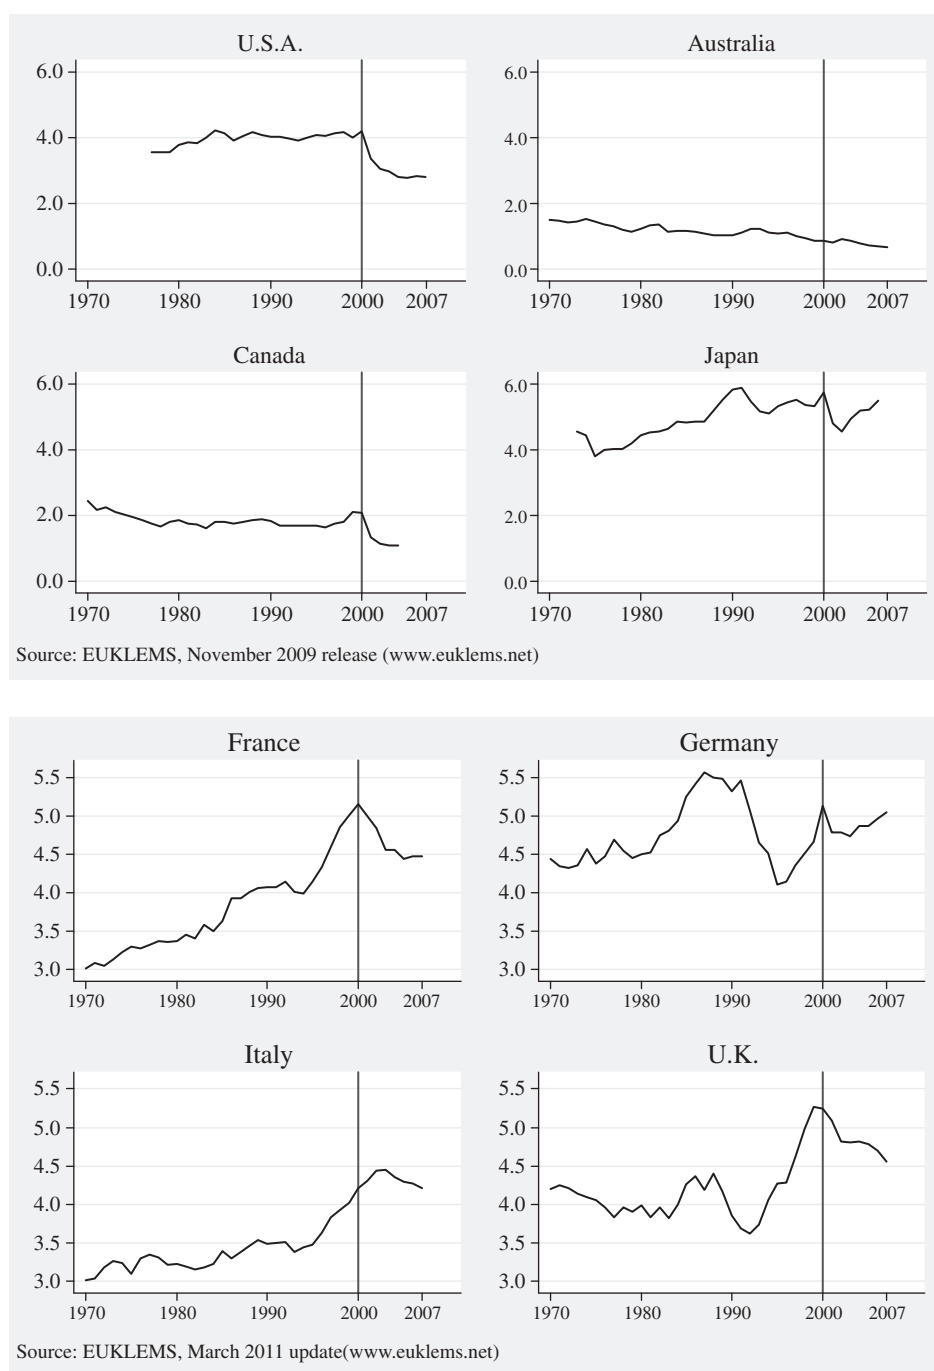 U.S.A.
6.0
4.0
2.0
0.0
1970 1980 1990 2000 2007
Australia
6.0
4.0
2.0
0.0
1970 1980 1990 2000 2007
Canada
6.0
4.0
2.0
0.0
1970 1980 1990 2000 2007
Japan
6.0
4.0
2.0
0.0
1970 1980 1990 2000 2007
Source: EUKLEMS, November 2009 release (www.euklems.net)
France
5.5
5.0
4.5
4.0
3.5
3.0
1970 1980 1990 2000 2007
Germany
5.5
5.0
4.5
4.0
3.5
3.0
1970 1980 1990 2000 2007
Italy
5.5
5.0
4.5
4.0
3.5
3.0
1970 1980 1990 2000 2007
U.K.
5.5
5.0
4.5
4.0
3.5
3.0
1970 1980 1990 2000 2007
Source: EUKLEMS, March 2011 update(www.euklems.net)